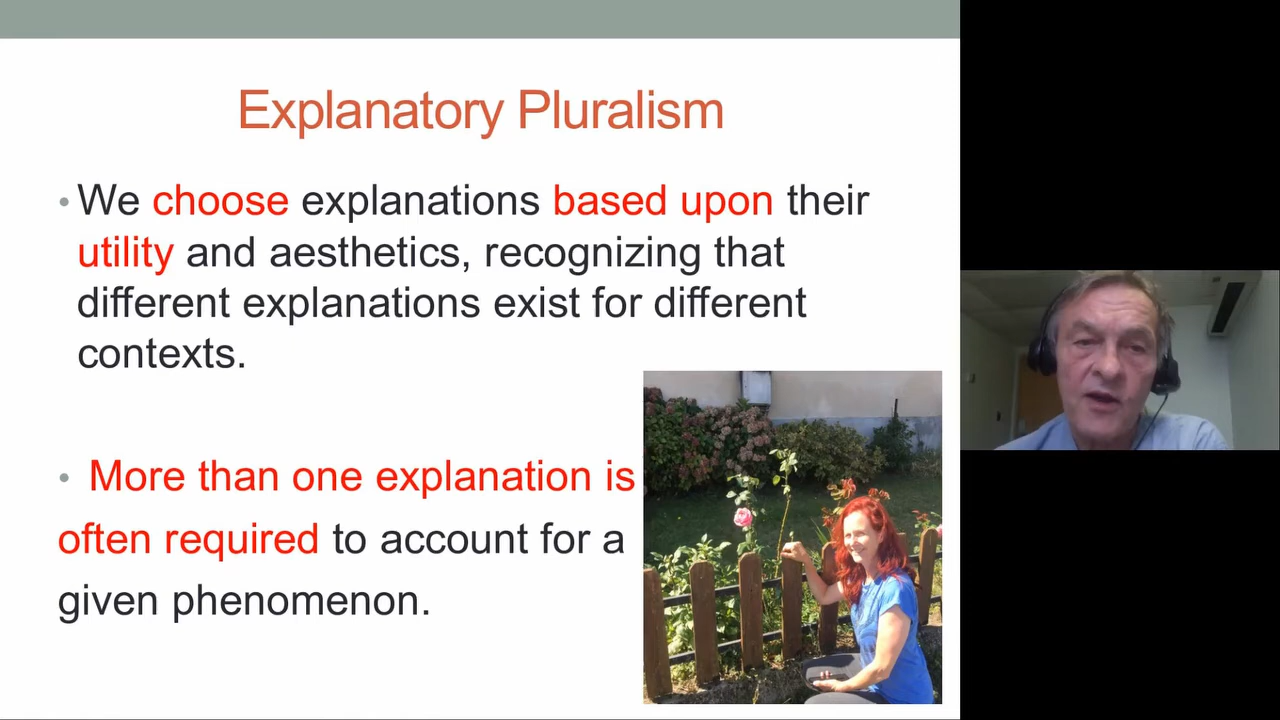 Explanatory Pluralism
• We choose explanations based upon their
utility and aesthetics, recognizing that
different explanations exist for different
contexts.
• More than one explanation is
often required to account for a
given phenomenon.